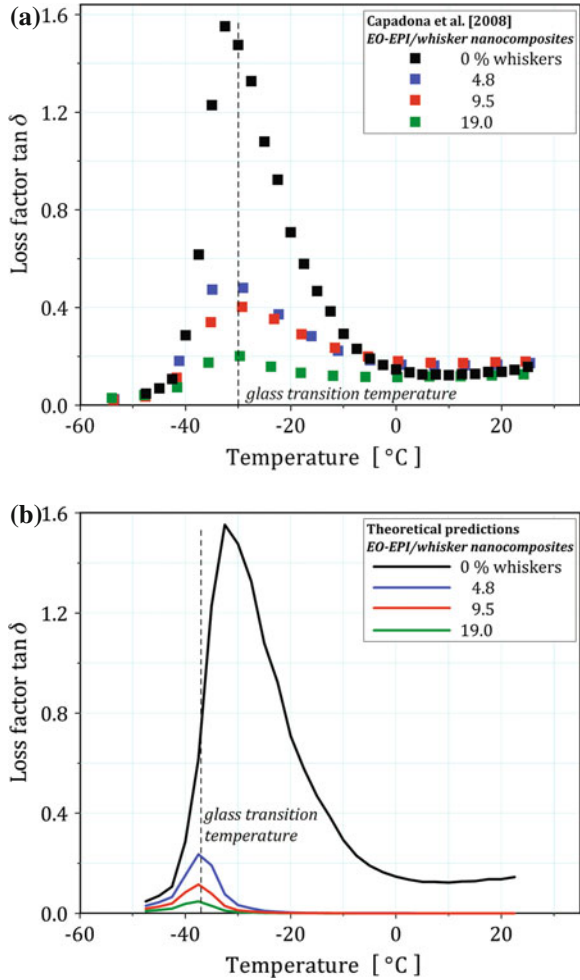 (a)
Capadona et al. [2008]
EO-EPI/whisker nanocomposites
0 % whiskers
4.8
9.5
19.0
1.6
1.2
0.8
0.4
0.0
Loss factor tan δ
glass transition temperature
-60 -40 -20 0 20
Temperature [ °C]
(b)
Theoretical predictions
EO-EPI/whisker nanocomposites
0 % whiskers
4.8
9.5
19.0
1.6
1.2
0.8
0.4
0.0
Loss factor tan δ
glass transition
temperature
-60 -40 -20 0 20
Temperature [ °C]